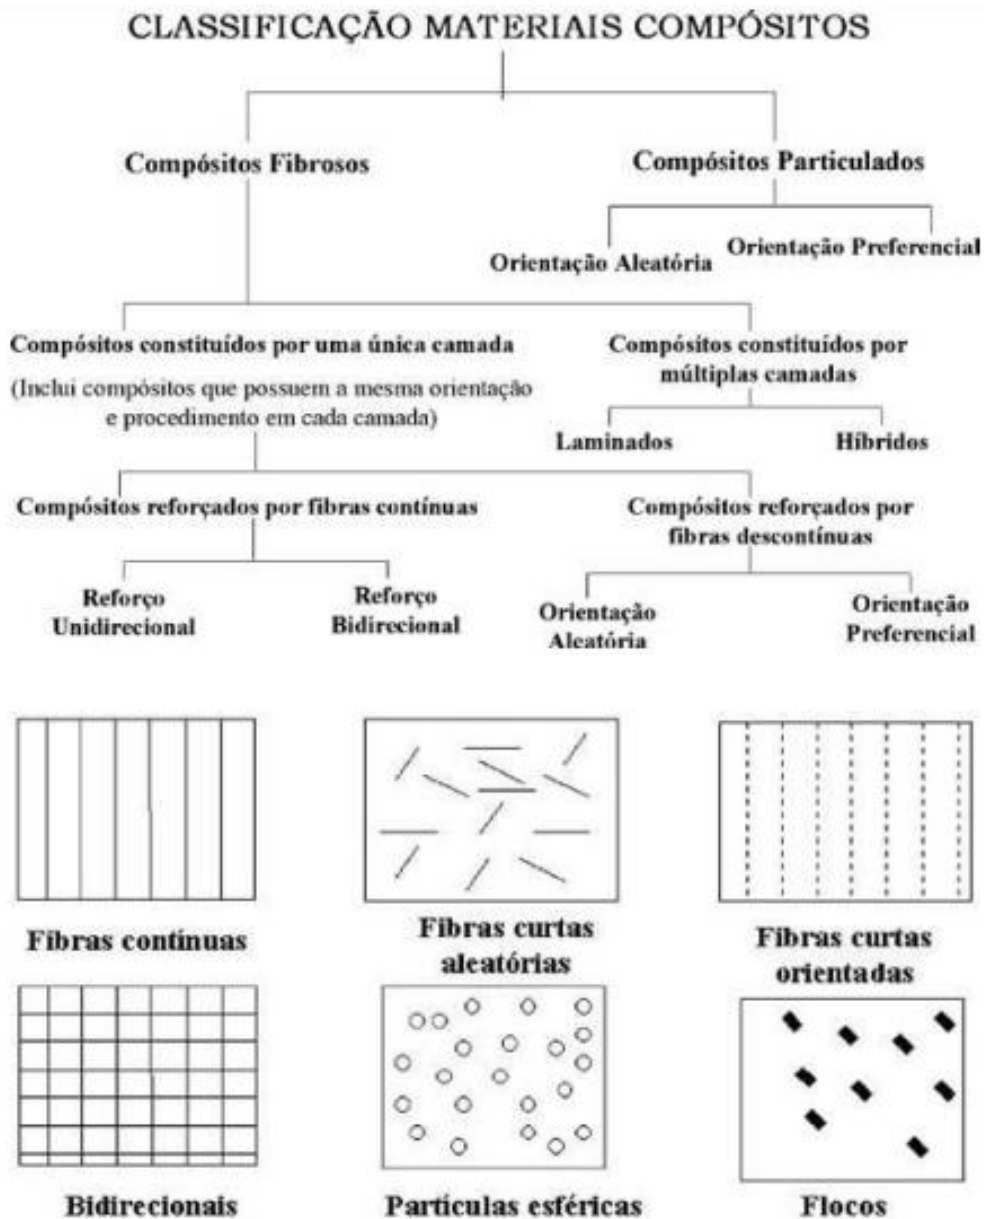 CLASSIFICAÇÃO MATERIAIS COMPÓSITOS
Compósitos Fibrosos
Compósitos Particulados
Orientação Aleatória
Orientação Preferencial
Compósitos constituídos por uma única camada
(Inclui compósitos que possuem a mesma orientação
e procedimento em cada camada)
Compósitos constituídos por
múltiplas camadas
Laminados
Híbridos
Compósitos reforçados por fibras contínuas
Compósitos reforçados por
fibras descontínuas
Reforço
Unidirecional
Reforço
Bidirecional
Orientação
Aleatória
Orientação
Preferencial
Fibras contínuas
Fibras curtas
aleatórias
Fibras curtas
orientadas
Bidirecionais
Partículas esféricas
Flocos